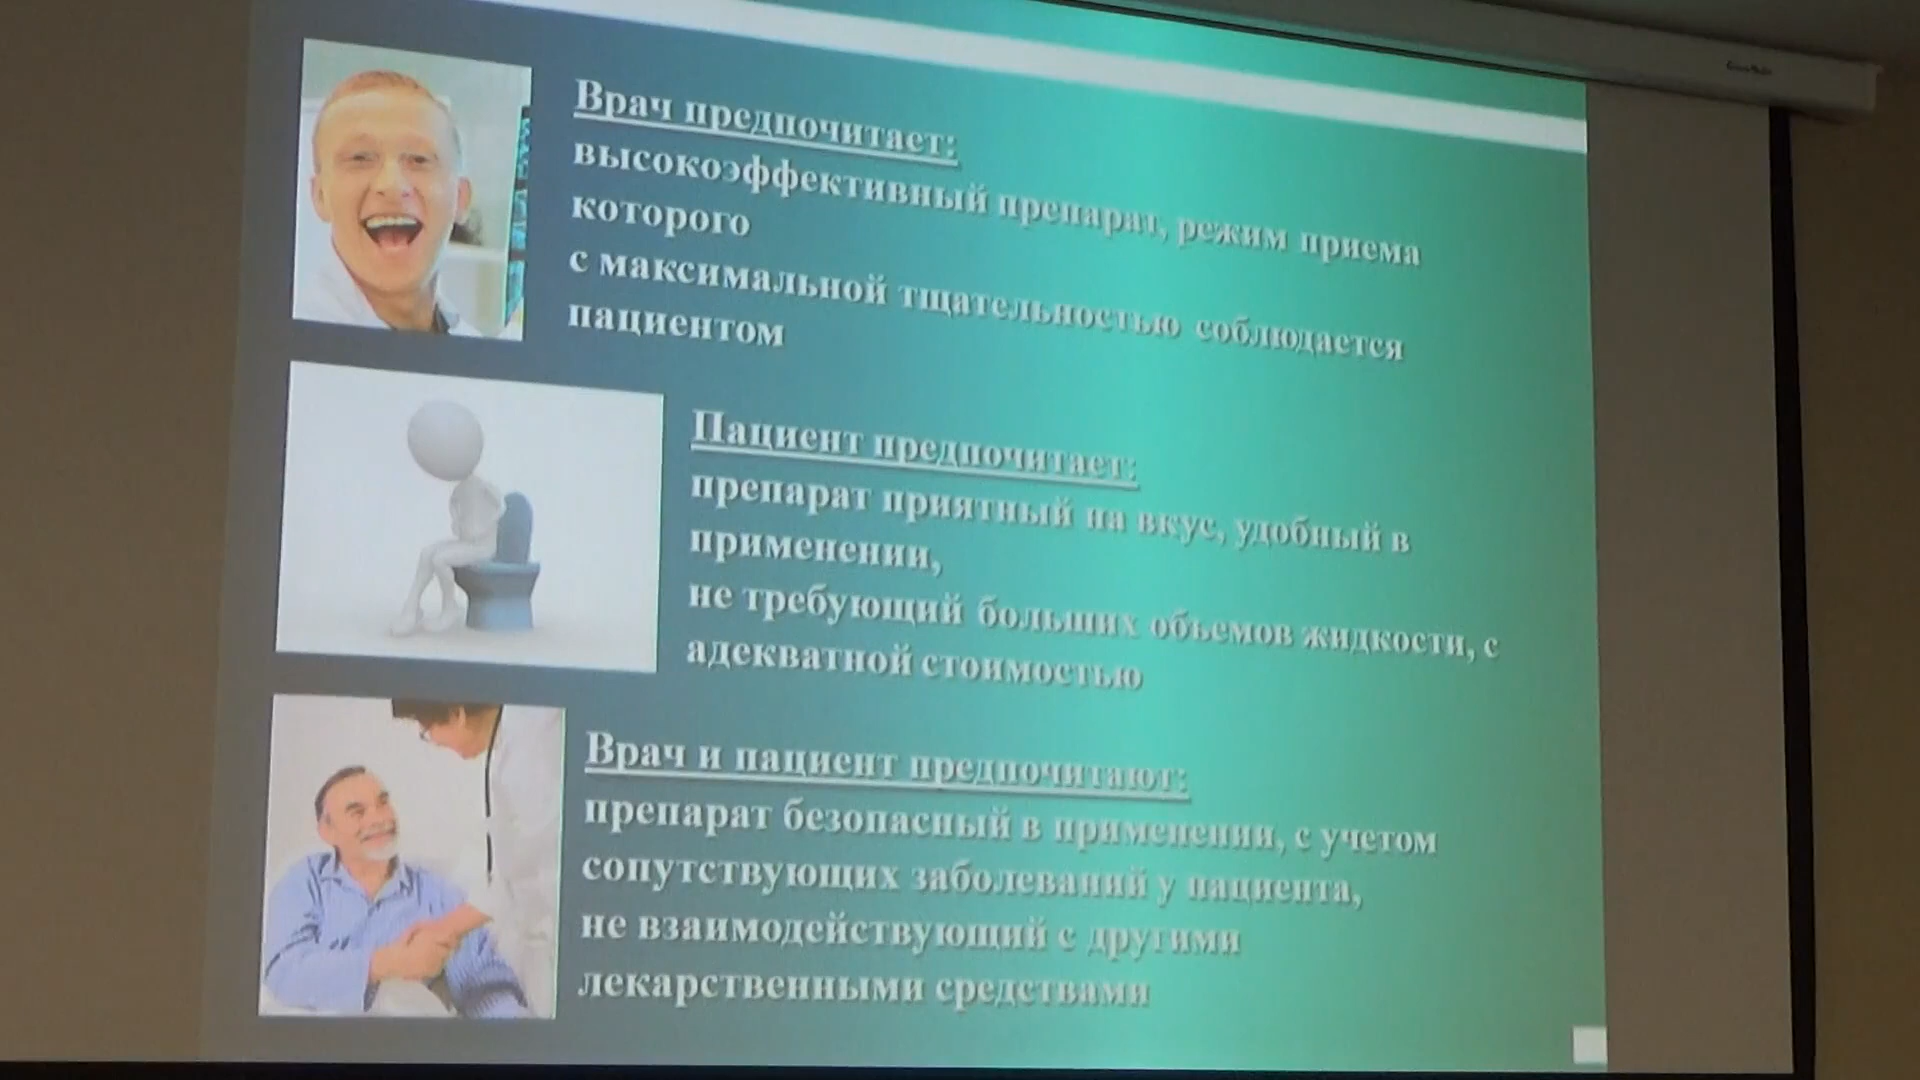 Врач предпочитает:
высокоэффективный препарат, режим приема
которого
с максимальной тщательностью соблюдается
пациентом
Пациент предпочитает:
препарат приятный на вкус, удобный в
применении,
не требующий больших объемов жидкости, с
адекватной стоимостью
Врач и пациент предпочитают:
препарат безопасный в применении, с учетом
сопутствующих заболеваний у пациента,
не взаимодействующий с другими
лекарственными средствами